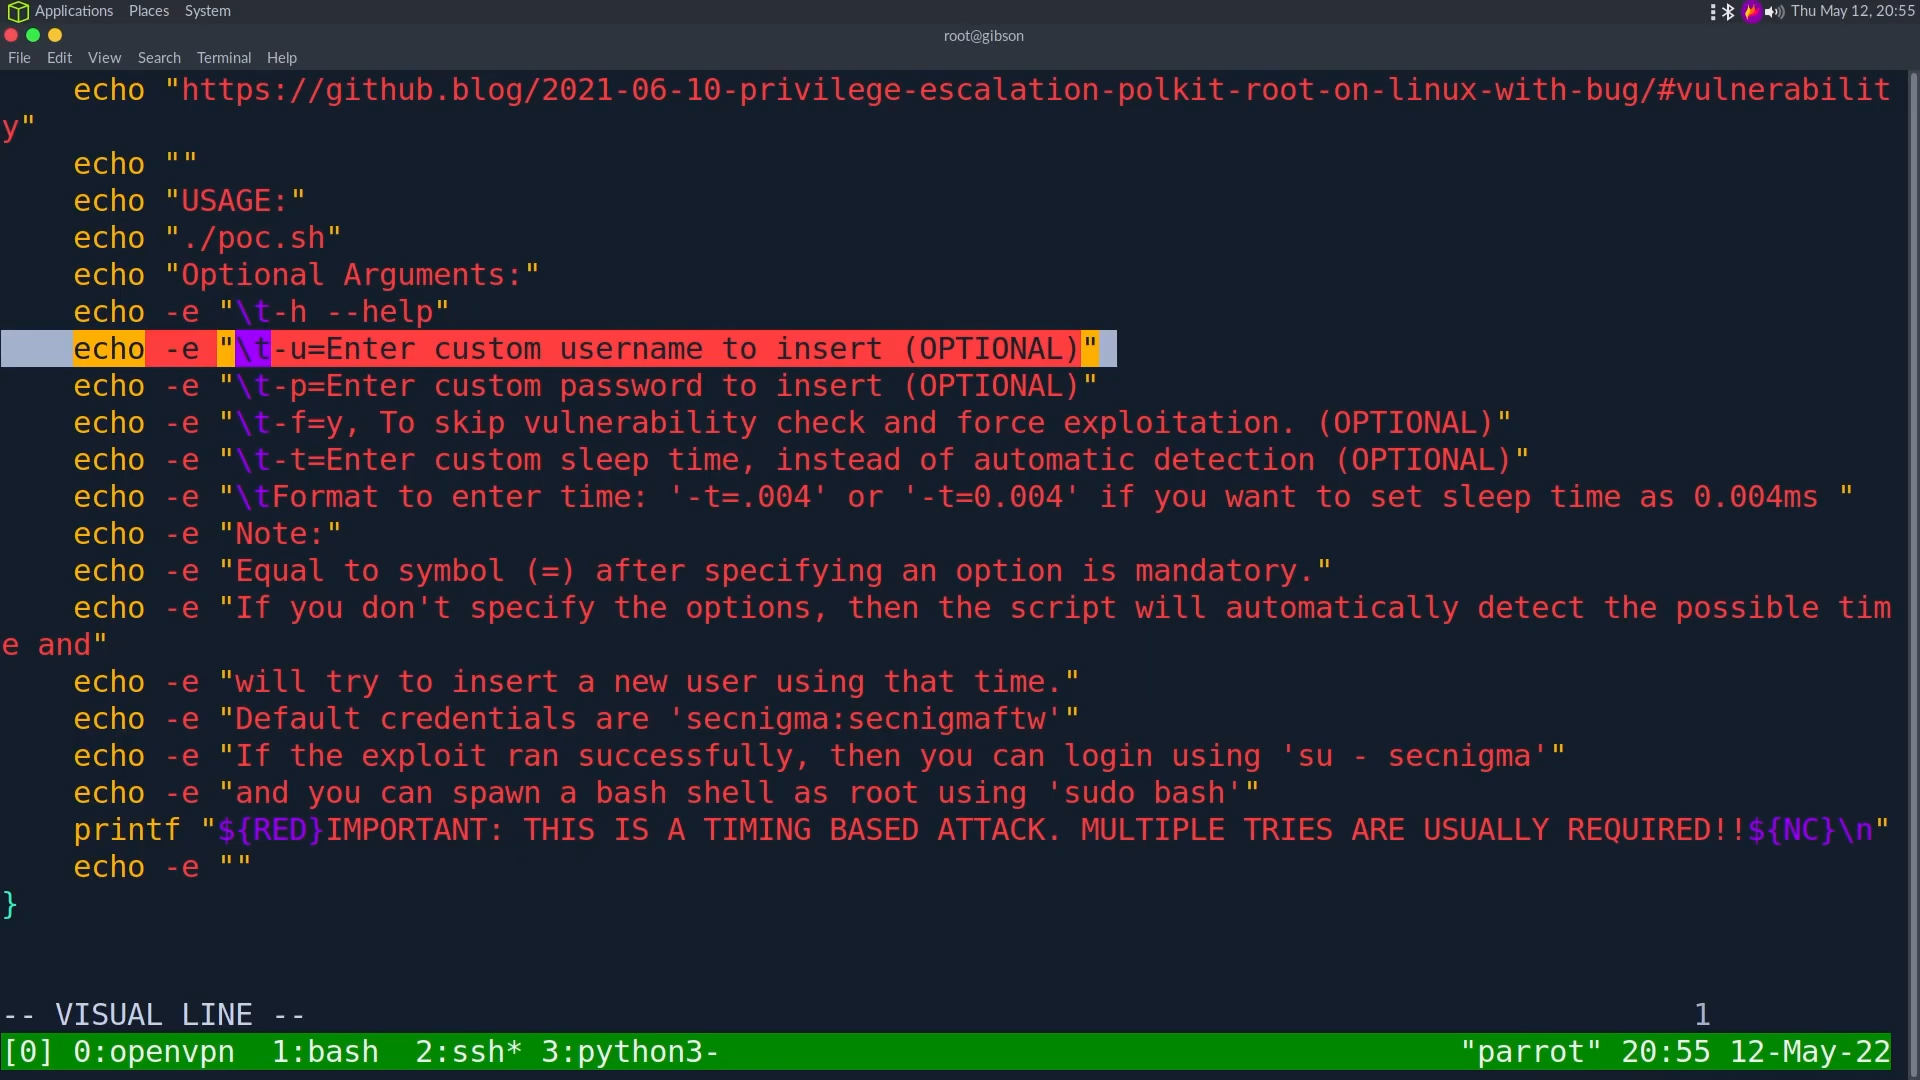 Applications Places System Thu May 12, 20:55
root@gibson
File Edit View Search Terminal Help
echo "https://github.blog/2021-06-10-privilege-escalation-polkit-root-on-linux-with-bug/#vulnerabilit
y"
echo ""
echo "USAGE:"
echo "./poc.sh"
echo "Optional Arguments:"
echo -e "\t-h --help"
echo -e "\t-u=Enter custom username to insert (OPTIONAL)"
echo -e "\t-p=Enter custom password to insert (OPTIONAL)"
echo -e "\t-f=y, To skip vulnerability check and force exploitation. (OPTIONAL)"
echo -e "\t-t=Enter custom sleep time, instead of automatic detection (OPTIONAL)"
echo -e "\tFormat to enter time: '-t=.004' or '-t=0.004' if you want to set sleep time as 0.004ms "
echo -e "Note:"
echo -e "Equal to symbol (=) after specifying an option is mandatory."
echo -e "If you don't specify the options, then the script will automatically detect the possible tim
e and"
echo -e "will try to insert a new user using that time."
echo -e "Default credentials are 'secnigma:secnigmaftw'"
echo -e "If the exploit ran successfully, then you can login using 'su - secnigma'"
echo -e "and you can spawn a bash shell as root using 'sudo bash'"
printf "${RED}IMPORTANT: THIS IS A TIMING BASED ATTACK. MULTIPLE TRIES ARE USUALLY REQUIRED!!${NC}\n"
echo -e ""
}
-- VISUAL LINE -- 1
[0] 0:openvpn 1:bash 2:ssh* 3:python3- "parrot" 20:55 12-May-22